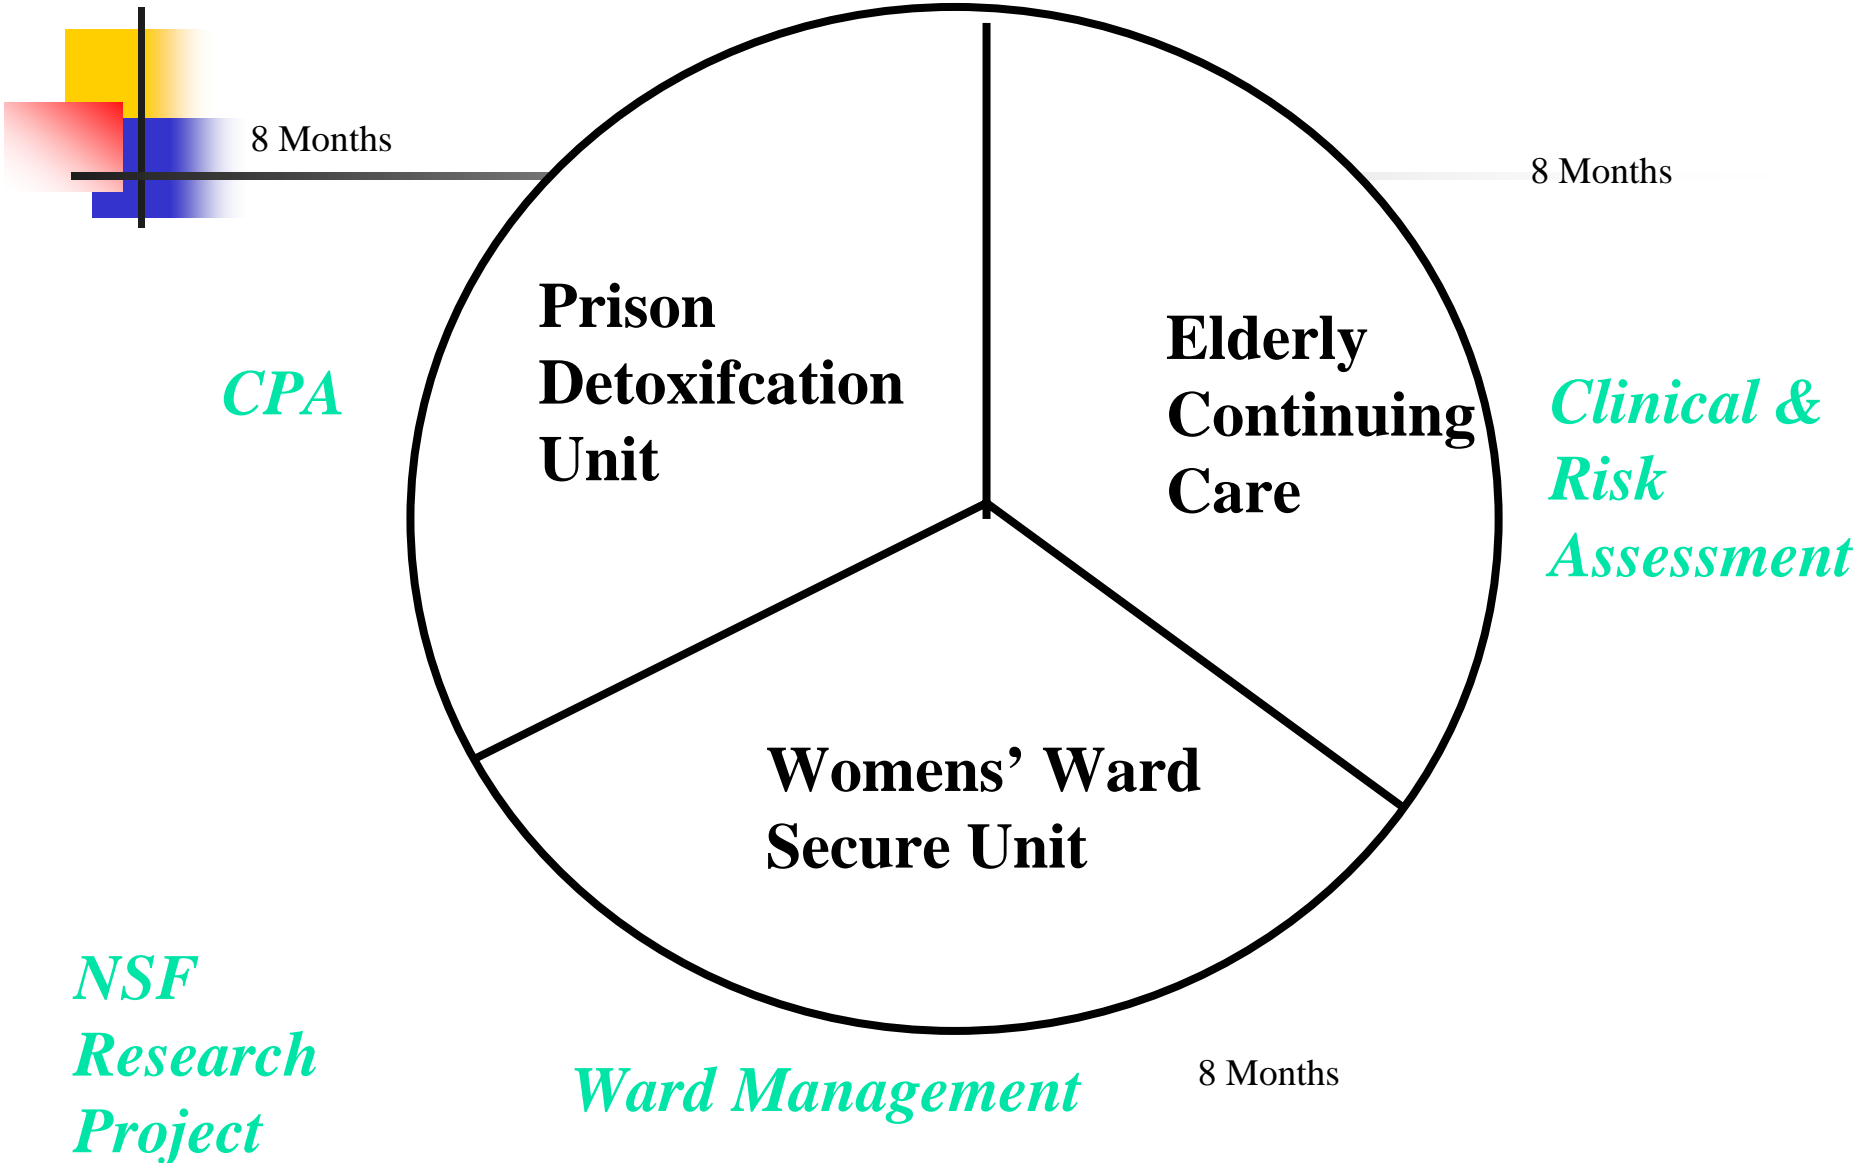 8 Months
8 Months
Prison
Detoxifcation
Unit
Elderly
Continuing
Care
CPA
Clinical &
Risk
Assessment
Womens’ Ward
Secure Unit
NSF
Research
Project
Ward Management
8 Months